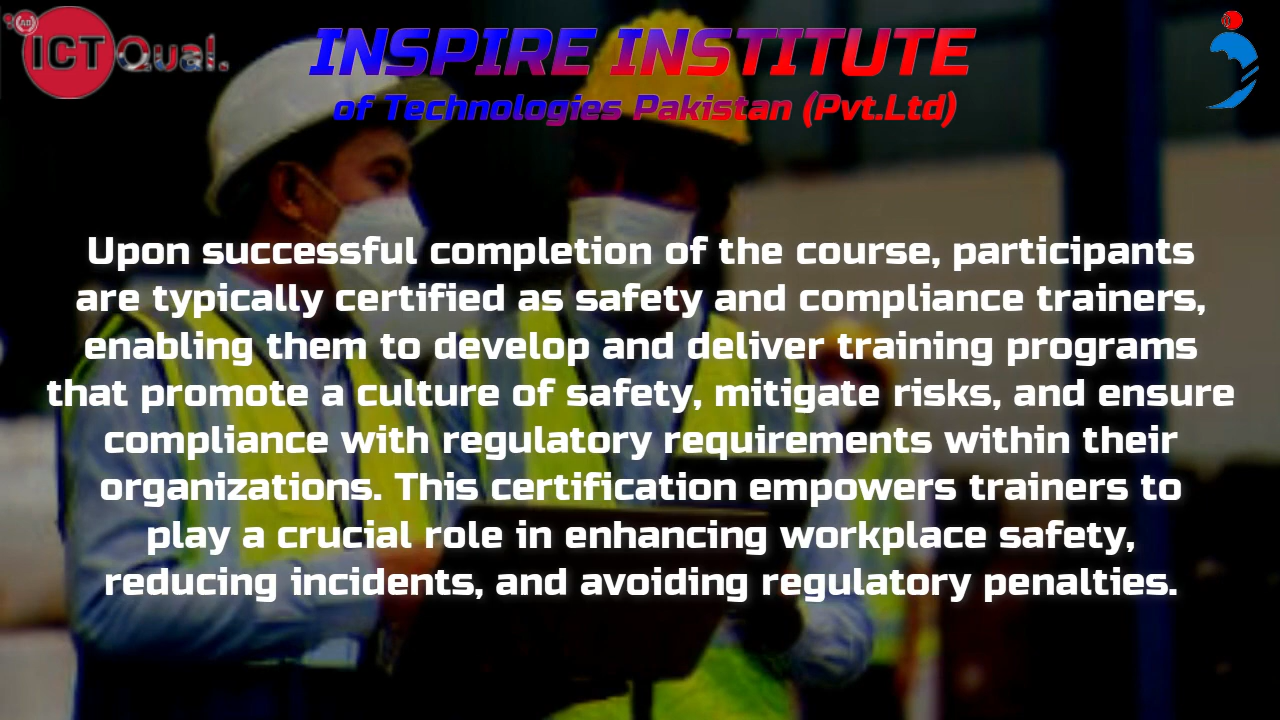 ICTQual.
AB
INSPIRE INSTITUTE
of Technologies Pakistan (Pvt.Ltd)
Upon successful completion of the course, participants
are typically certified as safety and compliance trainers,
enabling them to develop and deliver training programs
that promote a culture of safety, mitigate risks, and ensure
compliance with regulatory requirements within their
organizations. This certification empowers trainers to
play a crucial role in enhancing workplace safety,
reducing incidents, and avoiding regulatory penalties.